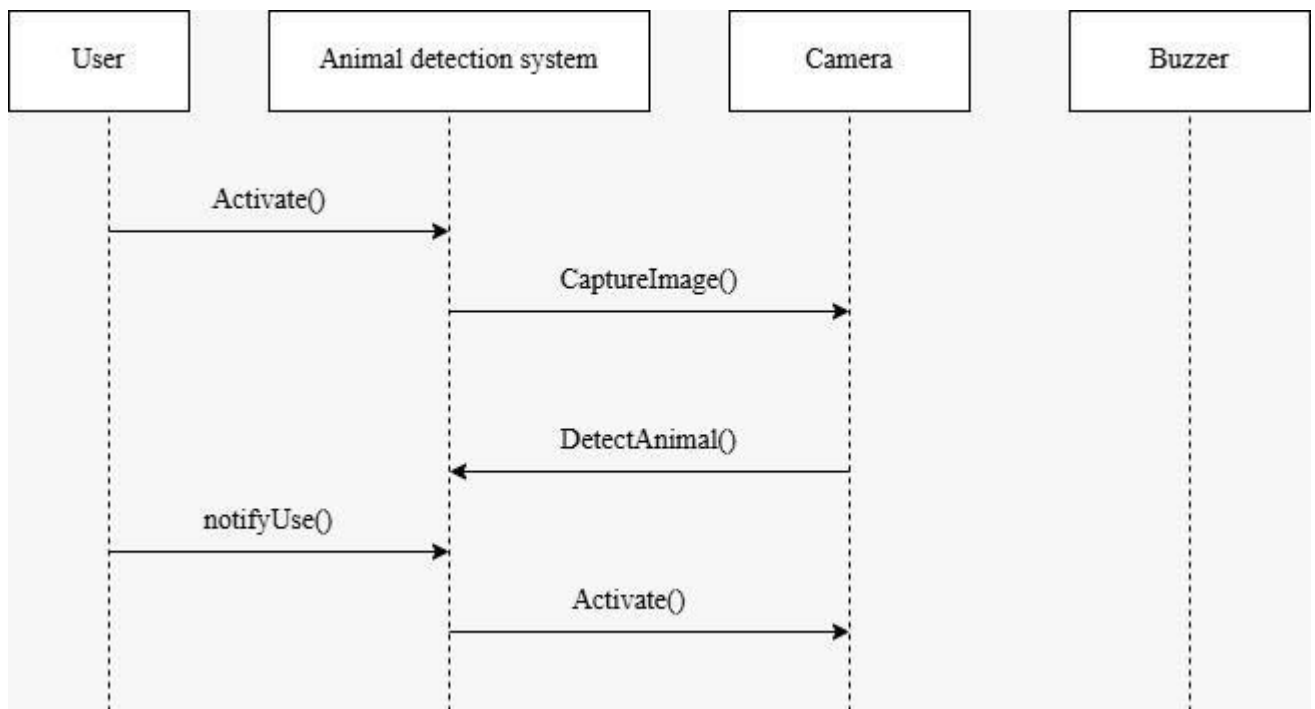 User
Animal detection system
Camera
Buzzer
Activate()
CaptureImage()
DetectAnimal()
notifyUse()
Activate()